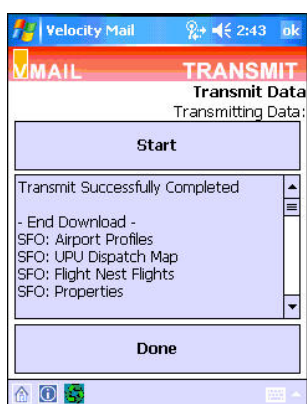 Velocity Mail 2:43 ok
VMAIL TRANSMIT
Transmit Data
Transmitting Data:
Start
Transmit Successfully Completed
- End Download -
SFO: Airport Profiles
SFO: UPU Dispatch Map
SFO: Flight Nest Flights
SFO: Properties
Done